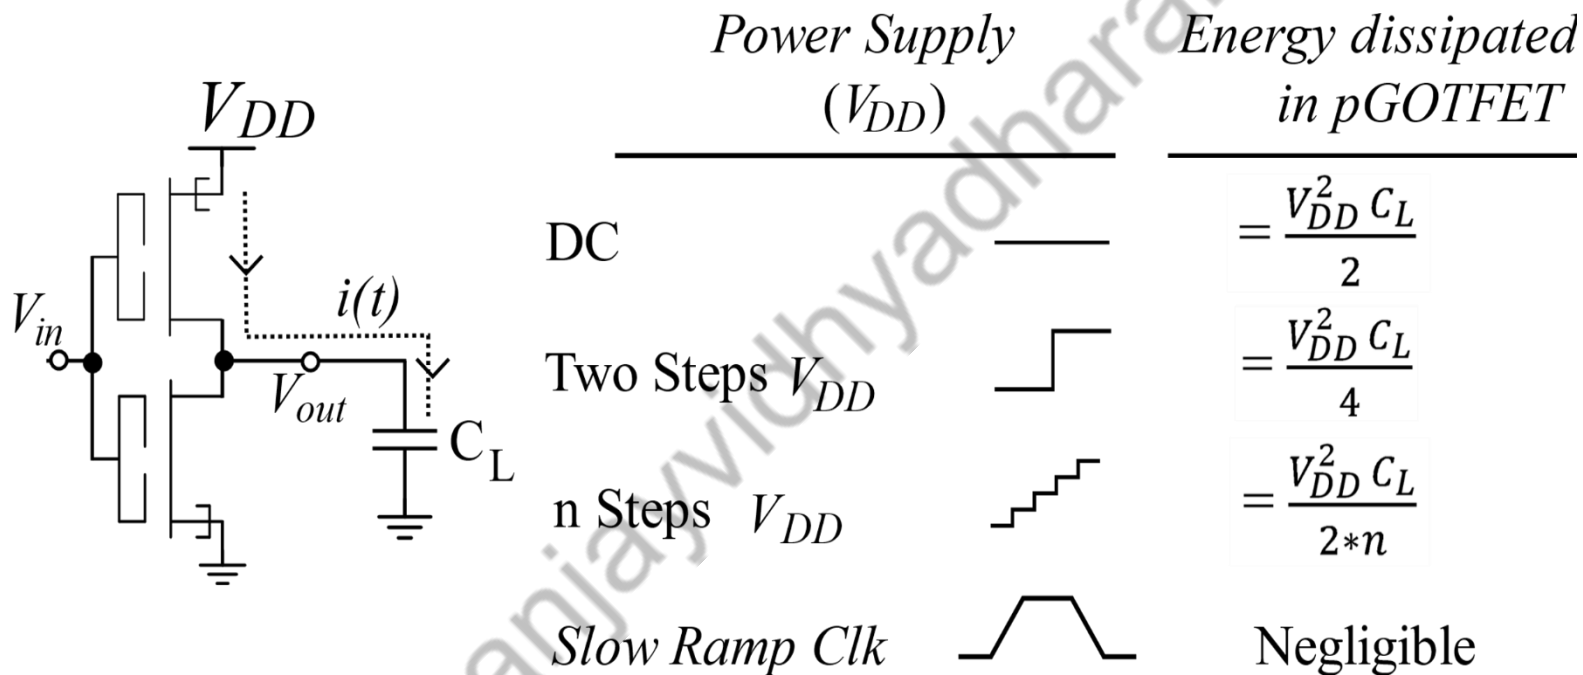 Power Supply
(V_DD)
Energy dissipated
in pGOTFET
V_DD
V_in
i(t)
V_out
C_L
DC
= V_DD^2 C_L / 2
Two Steps V_DD
= V_DD^2 C_L / 4
n Steps V_DD
= V_DD^2 C_L / 2*n
Slow Ramp Clk
Negligible
anjayvidhyadhara